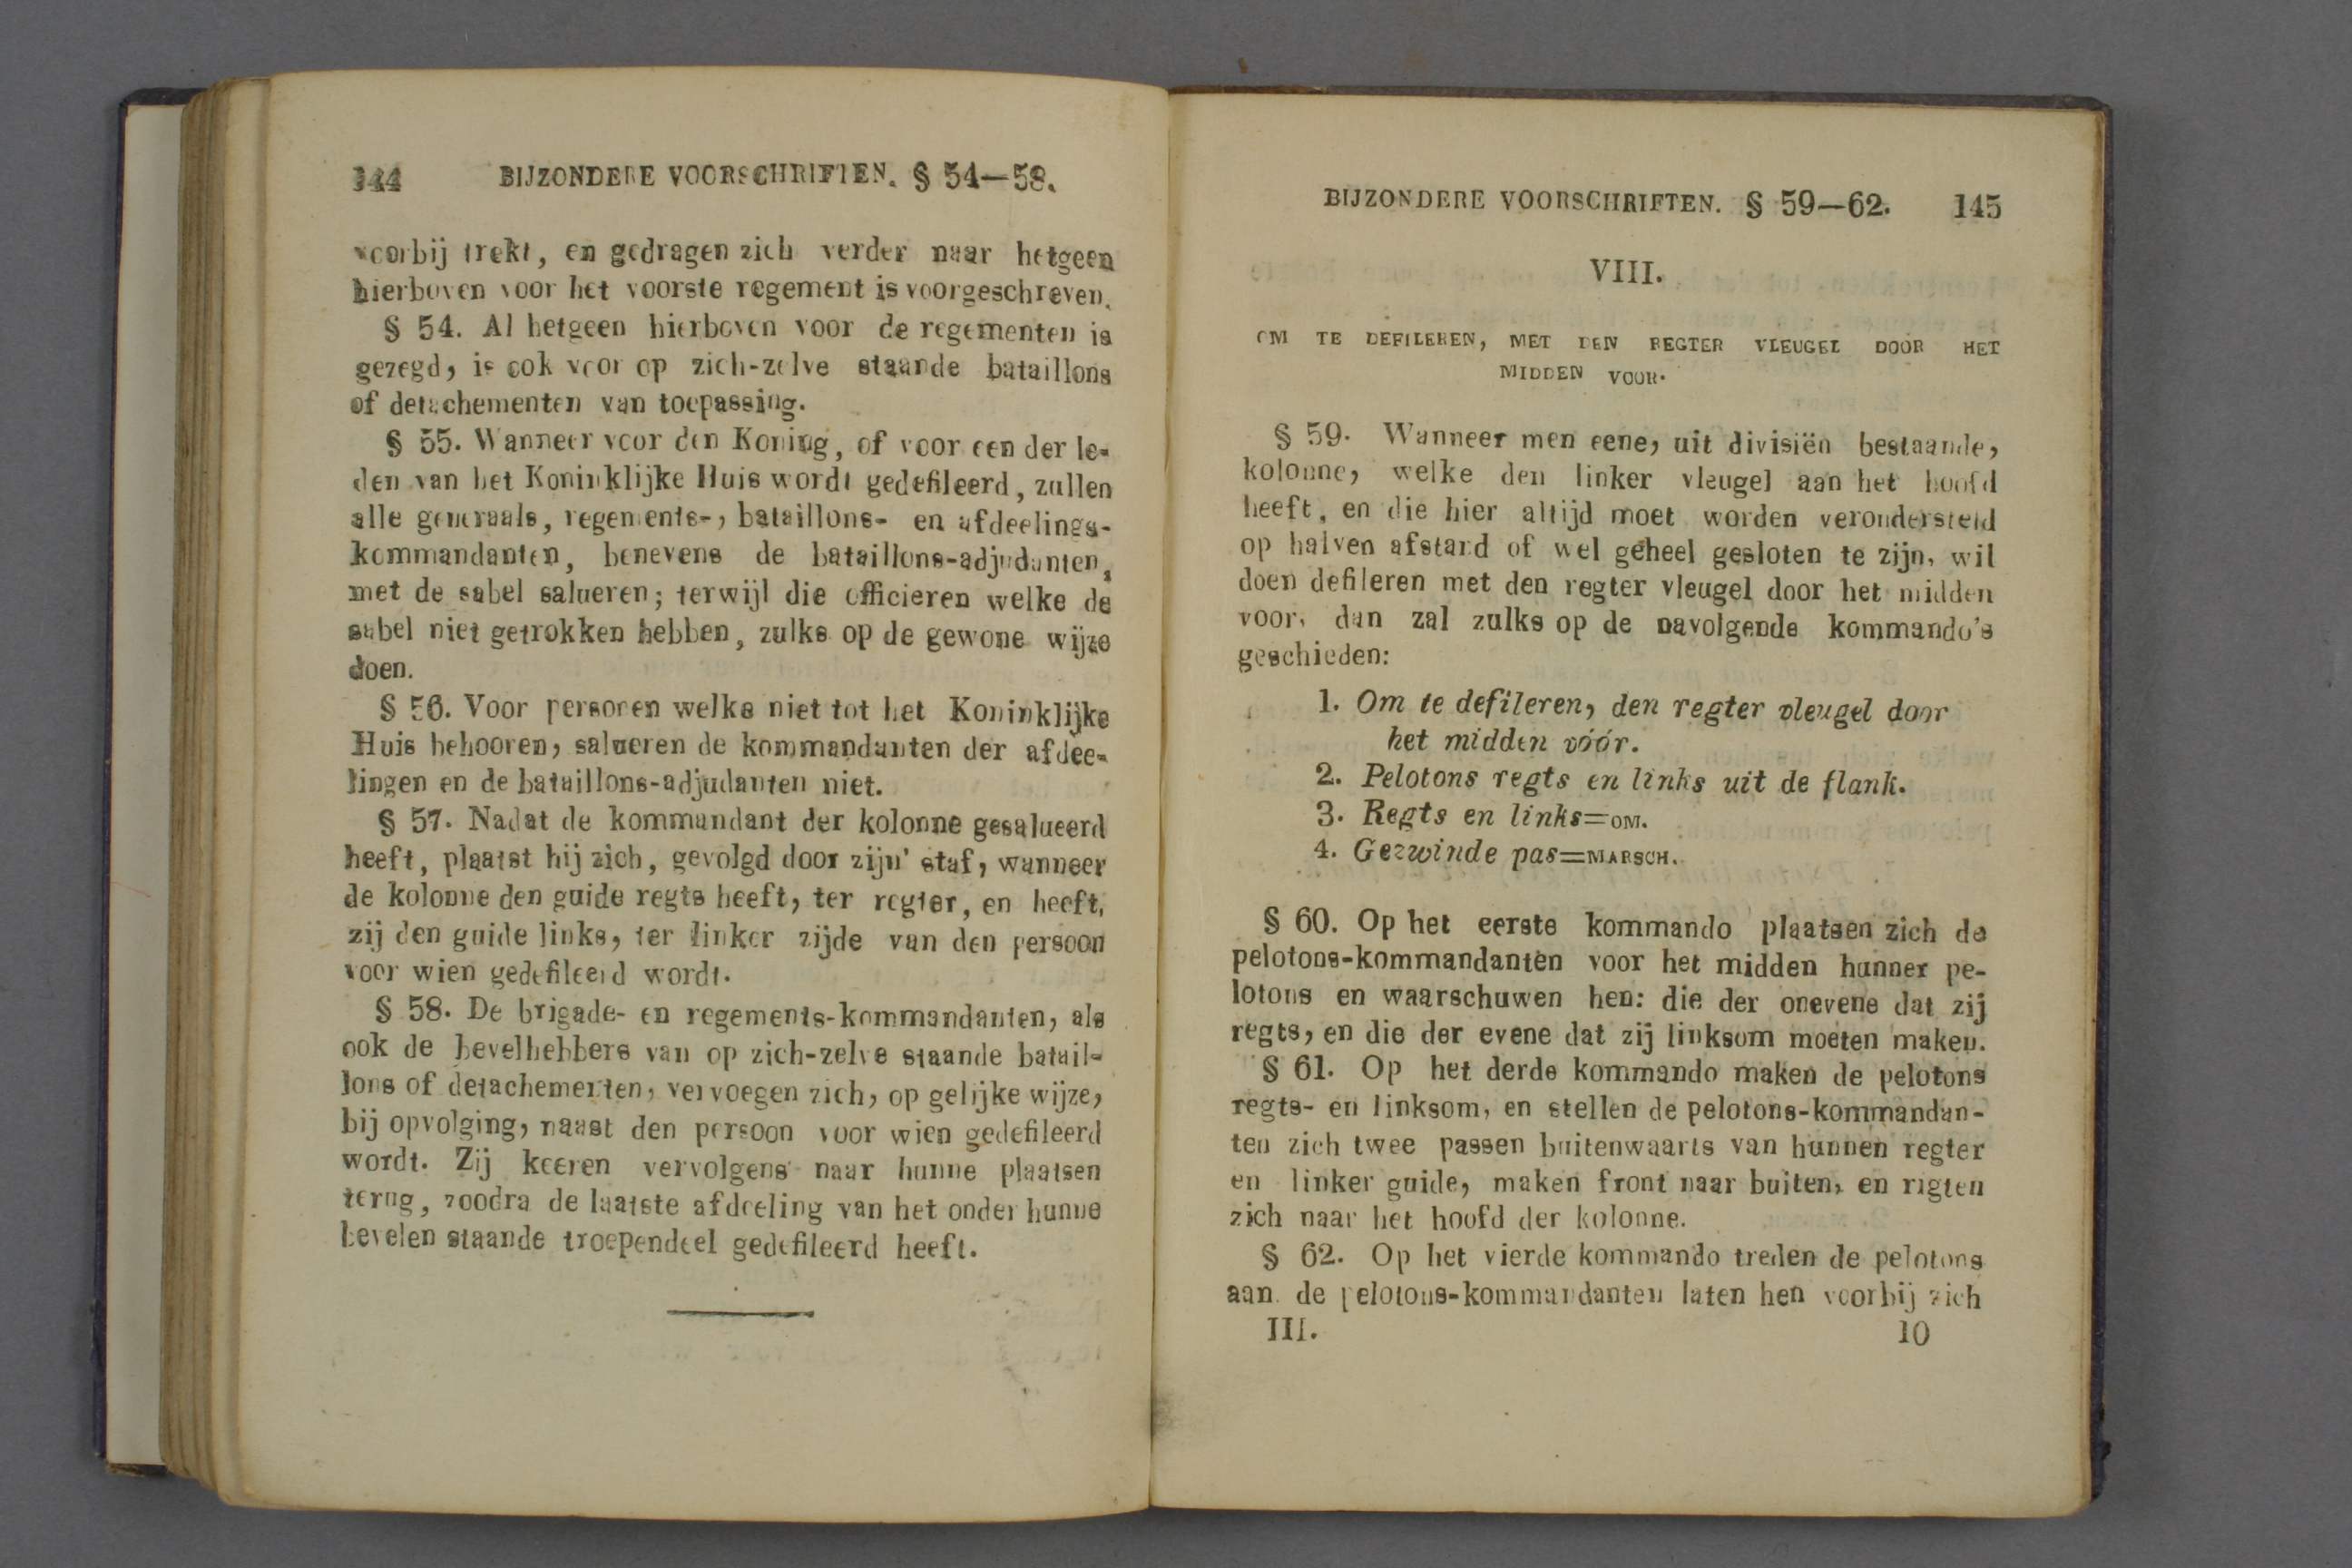 144 BIJZONDERE VOORSCHRIFTEN. § 54—58.
voorbij trekt, en gedragen zich verder naar hetgeen
hierboven voor het voorste regement is voorgeschreven.
§ 54. Al hetgeen hierboven voor de regementen is
gezegd, is ook voor op zich-zelve staande bataillons
of detachementen van toepassing.
§ 55. Wanneer voor den Koning, of voor een der le-
den van het Koninklijke Huis wordt gedefileerd, zullen
alle generaals, regements-, bataillons- en afdeelings-
kommandanten, benevens de bataillons-adjudanten,
met de sabel salueren; terwijl die officieren welke de
sabel niet getrokken hebben, zulks op de gewone wijze
doen.
§ 56. Voor personen welke niet tot het Koninklijke
Huis behooren, salueren de kommandanten der afdee-
lingen en de bataillons-adjudanten niet.
§ 57. Nadat de kommandant der kolonne gesalueerd
heeft, plaatst hij zich, gevolgd door zijn' staf, wanneer
de kolonne den guide regts heeft, ter regter, en heeft,
zij den guide links, ter linker zijde van den persoon
voor wien gedefileerd wordt.
§ 58. De brigade- en regements-kommandanten, als
ook de bevelhebbers van op zich-zelve staande batail-
lons of detachementen, vervoegen zich, op gelijke wijze,
bij opvolging, naast den persoon voor wien gedefileerd
wordt. Zij keeren vervolgens naar hunne plaatsen
terug, zoodra de laatste afdeeling van het onder hunne
bevelen staande troependeel gedefileerd heeft.
BIJZONDERE VOORSCHRIFTEN. § 59—62. 145
VIII.
OM TE DEFILEREN, MET DEN REGTER VLEUGEL DOOR HET
MIDDEN VOOR.
§ 59. Wanneer men eene, uit divisiën bestaande,
kolonne, welke den linker vleugel aan het hoofd
heeft, en die hier altijd moet worden verondersteld
op halven afstand of wel geheel gesloten te zijn, wil
doen defileren met den regter vleugel door het midden
voor, dan zal zulks op de navolgende kommando's
geschieden:
1. Om te defileren, den regter vleugel door
het midden vóór.
2. Pelotons regts en links uit de flank.
3. Regts en links=OM.
4. Gezwinde pas=MARSCH.
§ 60. Op het eerste kommando plaatsen zich de
pelotons-kommandanten voor het midden hunner pe-
lotons en waarschuwen hen: die der onevene dat zij
regts, en die der evene dat zij linksom moeten maken.
§ 61. Op het derde kommando maken de pelotons
regts- en linksom, en stellen de pelotons-kommandan-
ten zich twee passen buitenwaarts van hunnen regter
en linker guide, maken front naar buiten, en rigten
zich naar het hoofd der kolonne.
§ 62. Op het vierde kommando treden de pelotons
aan. de pelotons-kommandanten laten hen voorbij zich
III. 10